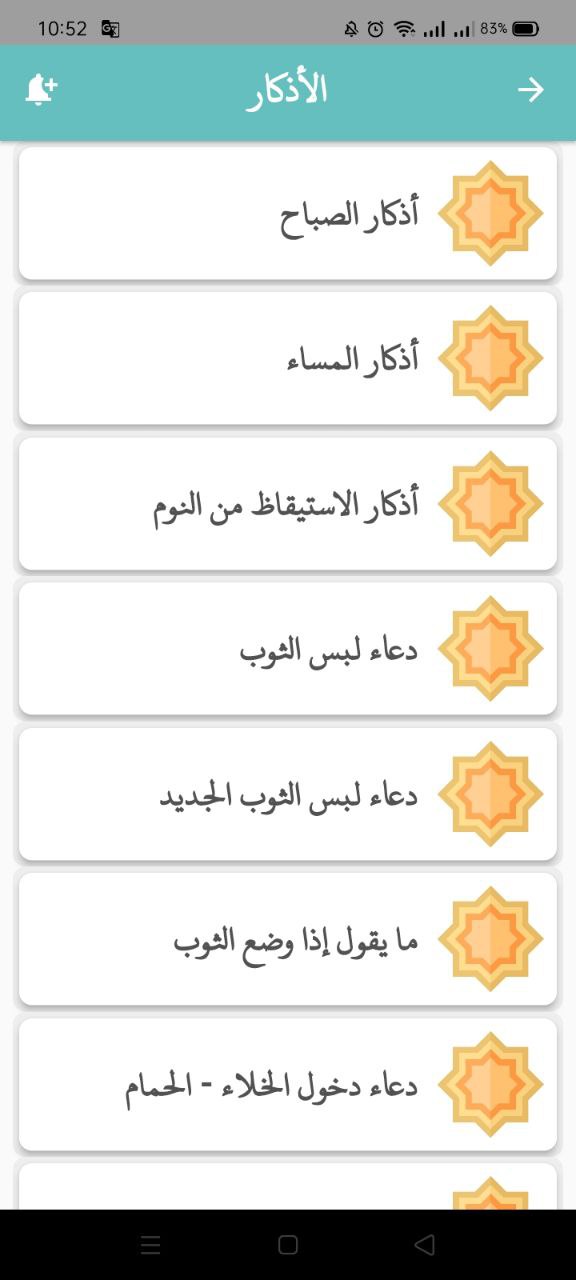 10:52
83%
الأذكار
أذكار الصباح
أذكار المساء
أذكار الاستيقاظ من النوم
دعاء لبس الثوب
دعاء لبس الثوب الجديد
ما يقول إذا وضع الثوب
دعاء دخول الخلاء - الحمام